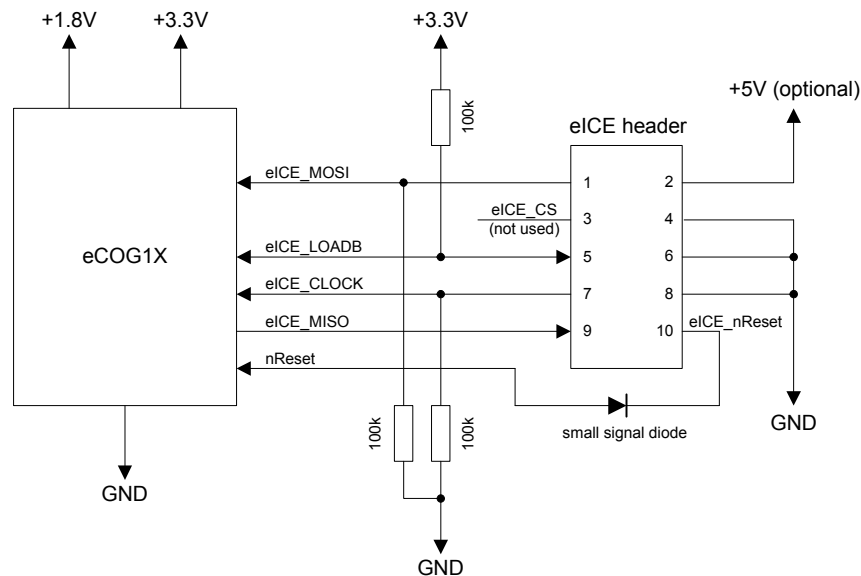 +1.8V
+3.3V
+3.3V
+5V (optional)
100k
eICE header
eICE_MOSI
1
2
eICE_CS
(not used)
3
4
eCOG1X
eICE_LOADB
5
6
eICE_CLOCK
7
8
eICE_MISO
9
10
eICE_nReset
nReset
100k
100k
small signal diode
GND
GND
GND